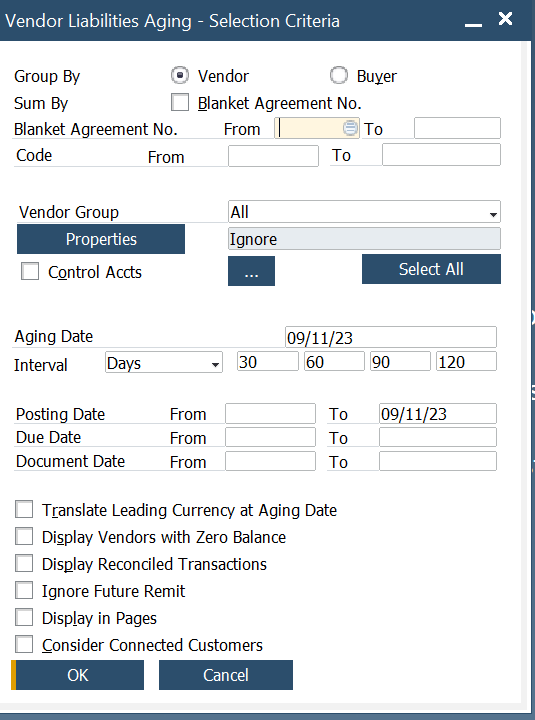 Vendor Liabilities Aging - Selection Criteria
Group By Vendor Buyer
Sum By Blanket Agreement No.
Blanket Agreement No. From To
Code From To
Vendor Group All
Properties Ignore
Control Accts ... Select All
Aging Date 09/11/23
Interval Days 30 60 90 120
Posting Date From To 09/11/23
Due Date From To
Document Date From To
Translate Leading Currency at Aging Date
Display Vendors with Zero Balance
Display Reconciled Transactions
Ignore Future Remit
Display in Pages
Consider Connected Customers
OK Cancel